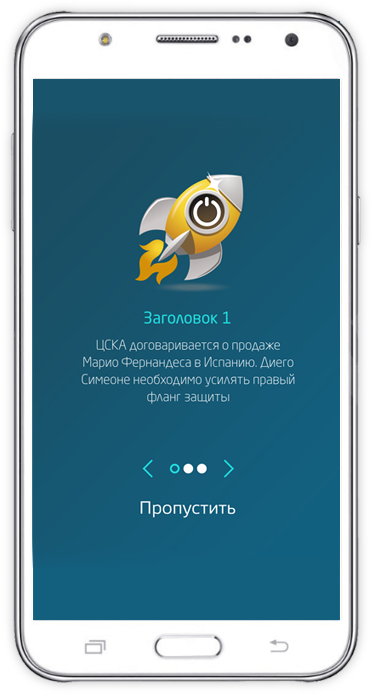 Заголовок 1
ЦСКА договаривается о продаже
Марио Фернандеса в Испанию. Диего
Симеоне необходимо усилять правый
фланг защиты
Пропустить